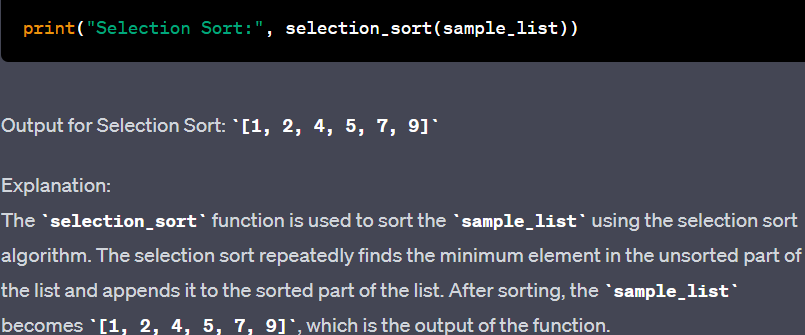 print("Selection Sort:", selection_sort(sample_list))
Output for Selection Sort: `[1, 2, 4, 5, 7, 9]`
Explanation:
The `selection_sort` function is used to sort the `sample_list` using the selection sort
algorithm. The selection sort repeatedly finds the minimum element in the unsorted part of
the list and appends it to the sorted part of the list. After sorting, the `sample_list`
becomes `[1, 2, 4, 5, 7, 9]`, which is the output of the function.